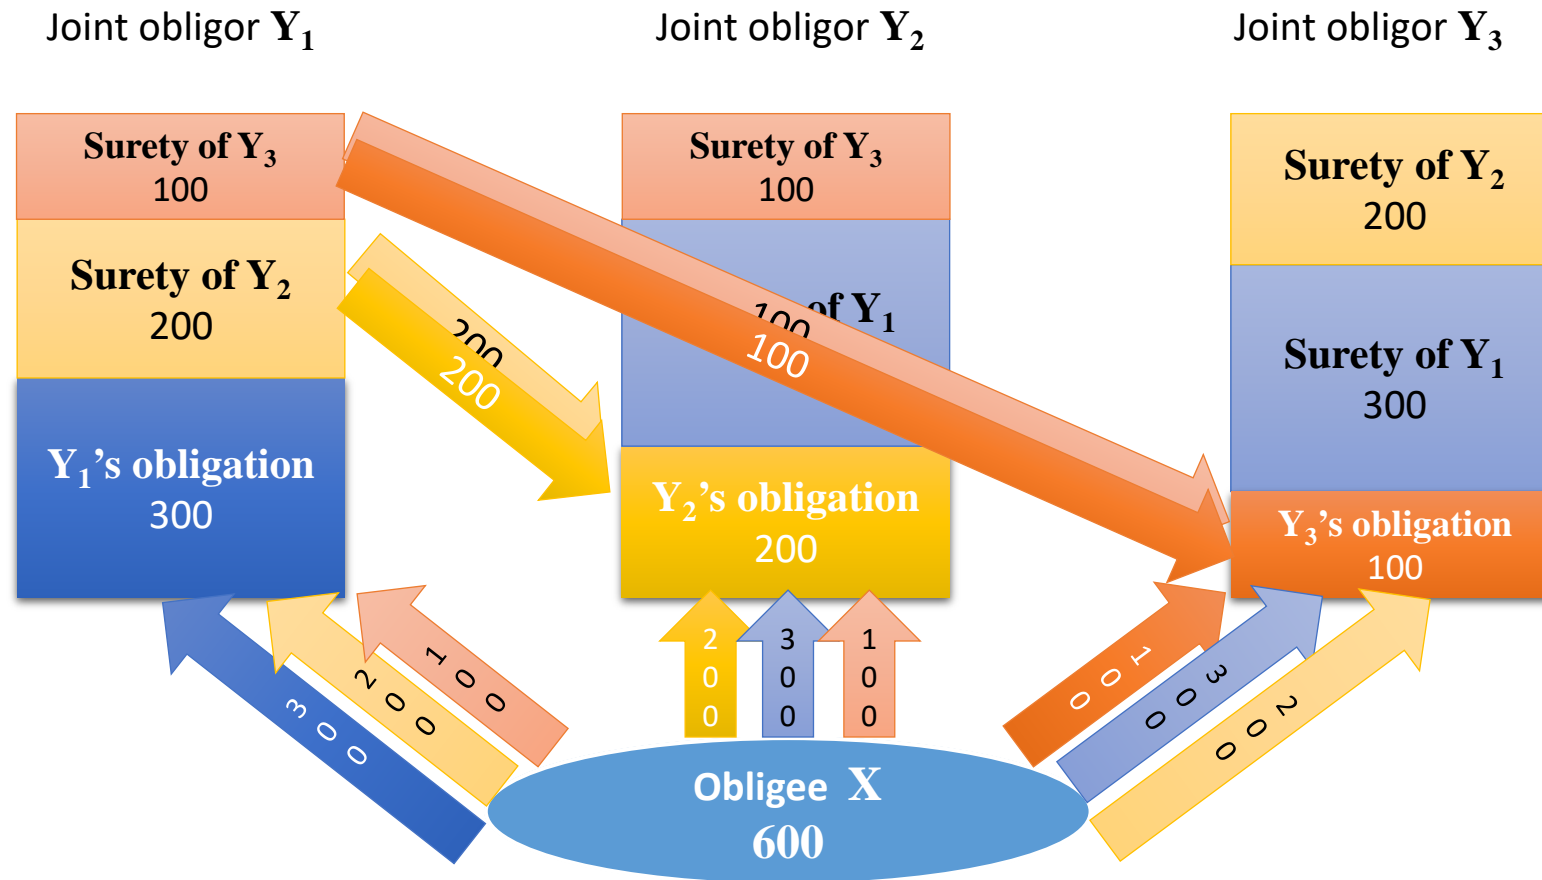 Joint obligor Y₁
Joint obligor Y₂
Joint obligor Y₃
Surety of Y₃
100
Surety of Y₂
200
Y₁’s obligation
300
Surety of Y₃
100
of Y₁
Y₂’s obligation
200
Surety of Y₂
200
Surety of Y₁
300
Y₃’s obligation
100
100
100
200
200
300
200
100
200
300
100
100
300
200
Obligee X
600